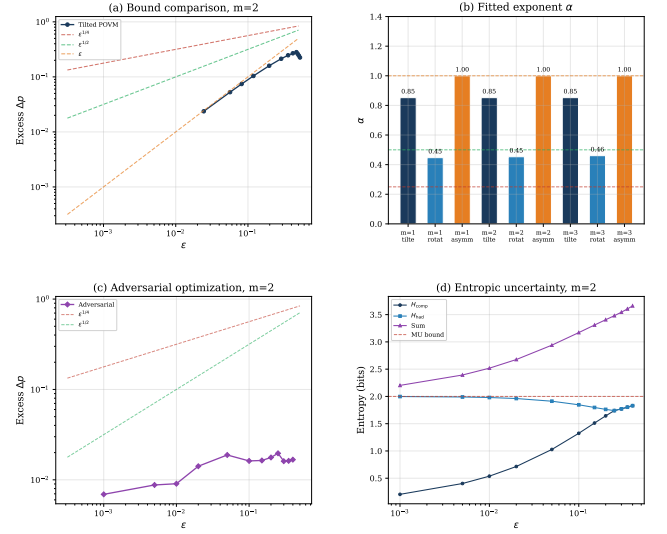 (a) Bound comparison, m=2
Tilted POVM
ε^1/4
ε^1/2
ε
10^0
10^-1
10^-2
10^-3
Excess Δp
10^-3
10^-2
10^-1
ε
(b) Fitted exponent α
1.4
1.2
1.0
0.8
0.6
0.4
0.2
0.0
α
0.85
0.45
1.00
0.85
0.45
1.00
0.85
0.46
1.00
m=1 m=1 m=1 m=2 m=2 m=2 m=3 m=3 m=3
tilte rotat asymm tilte rotat asymm tilte rotat asymm
(c) Adversarial optimization, m=2
Adversarial
ε^1/4
ε^1/2
10^0
10^-1
10^-2
Excess Δp
10^-3
10^-2
10^-1
ε
(d) Entropic uncertainty, m=2
H_comp
H_had
Sum
MU bound
3.5
3.0
2.5
2.0
1.5
1.0
0.5
Entropy (bits)
10^-3
10^-2
10^-1
ε